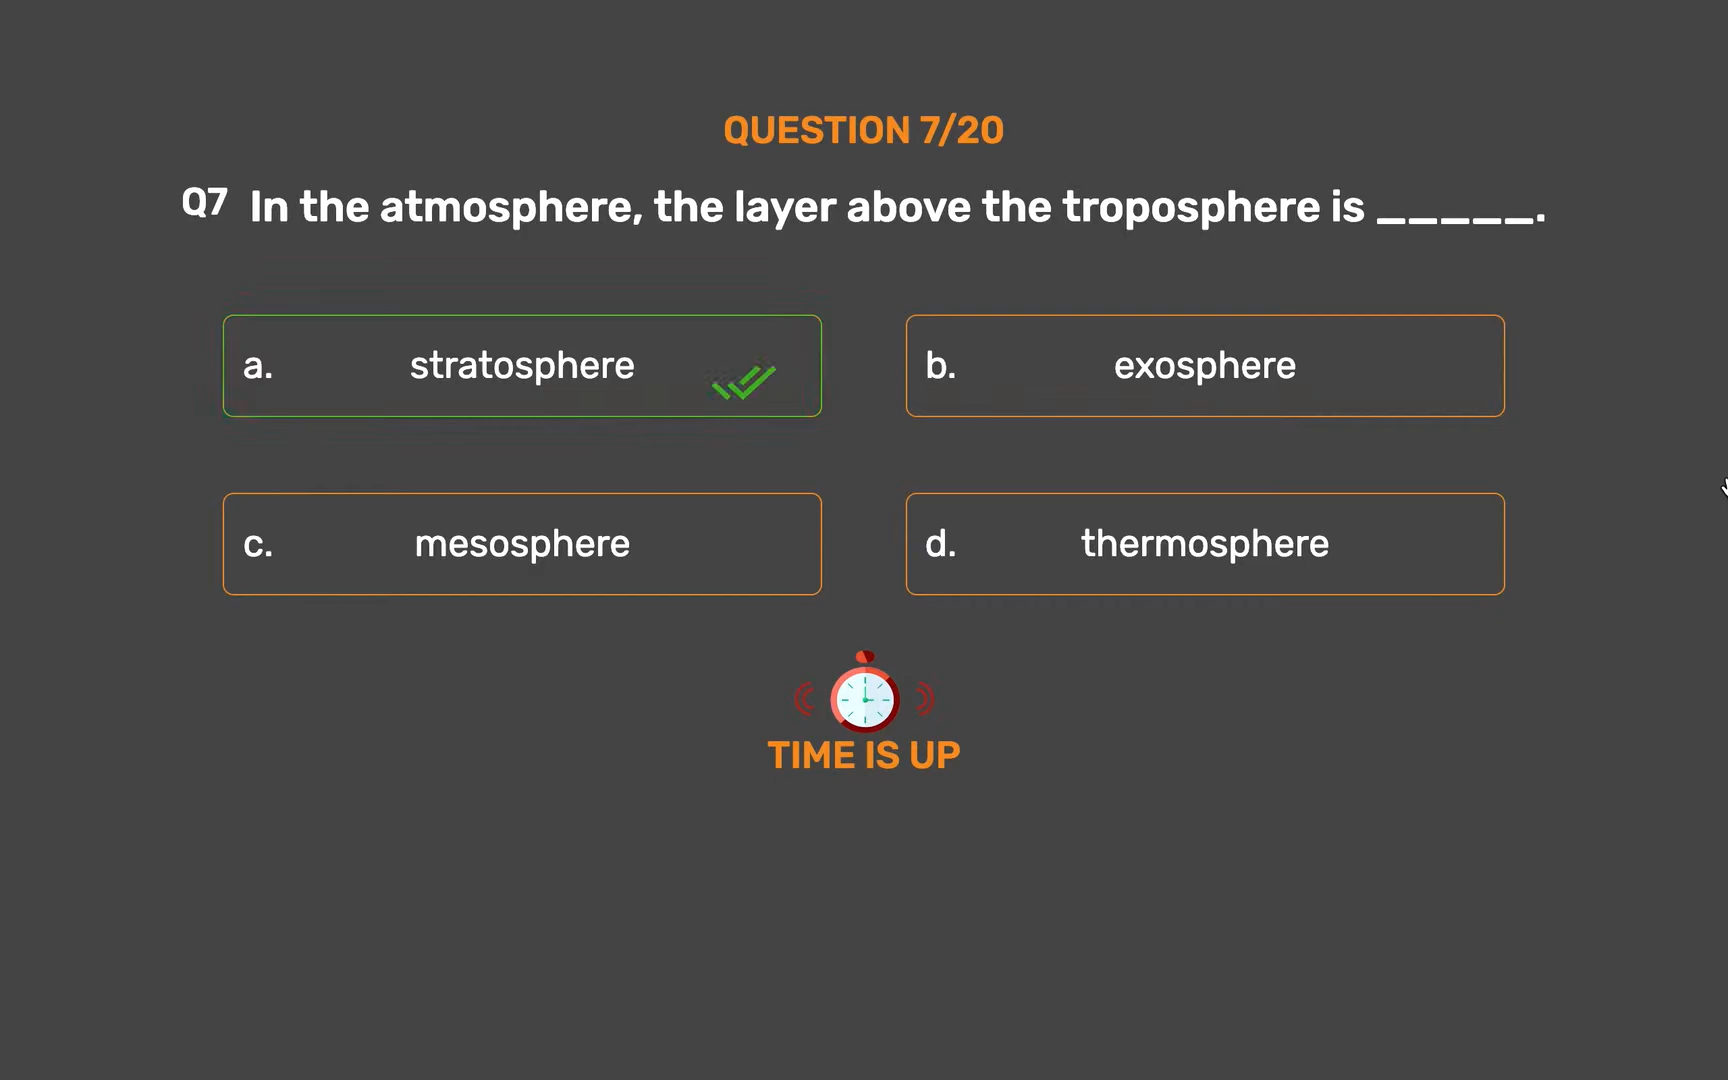 QUESTION 7/20
Q7 In the atmosphere, the layer above the troposphere is _____.
a. stratosphere
b. exosphere
c. mesosphere
d. thermosphere
TIME IS UP